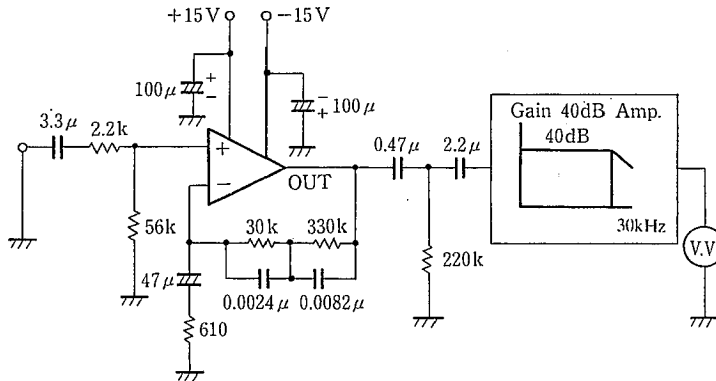 +15V
−15V
100μ
+
−
−
+
100μ
3.3μ
2.2k
+
−
OUT
0.47μ
2.2μ
Gain 40dB Amp.
40dB
30kHz
V.V
56k
30k
330k
47μ
0.0024μ
0.0082μ
220k
610